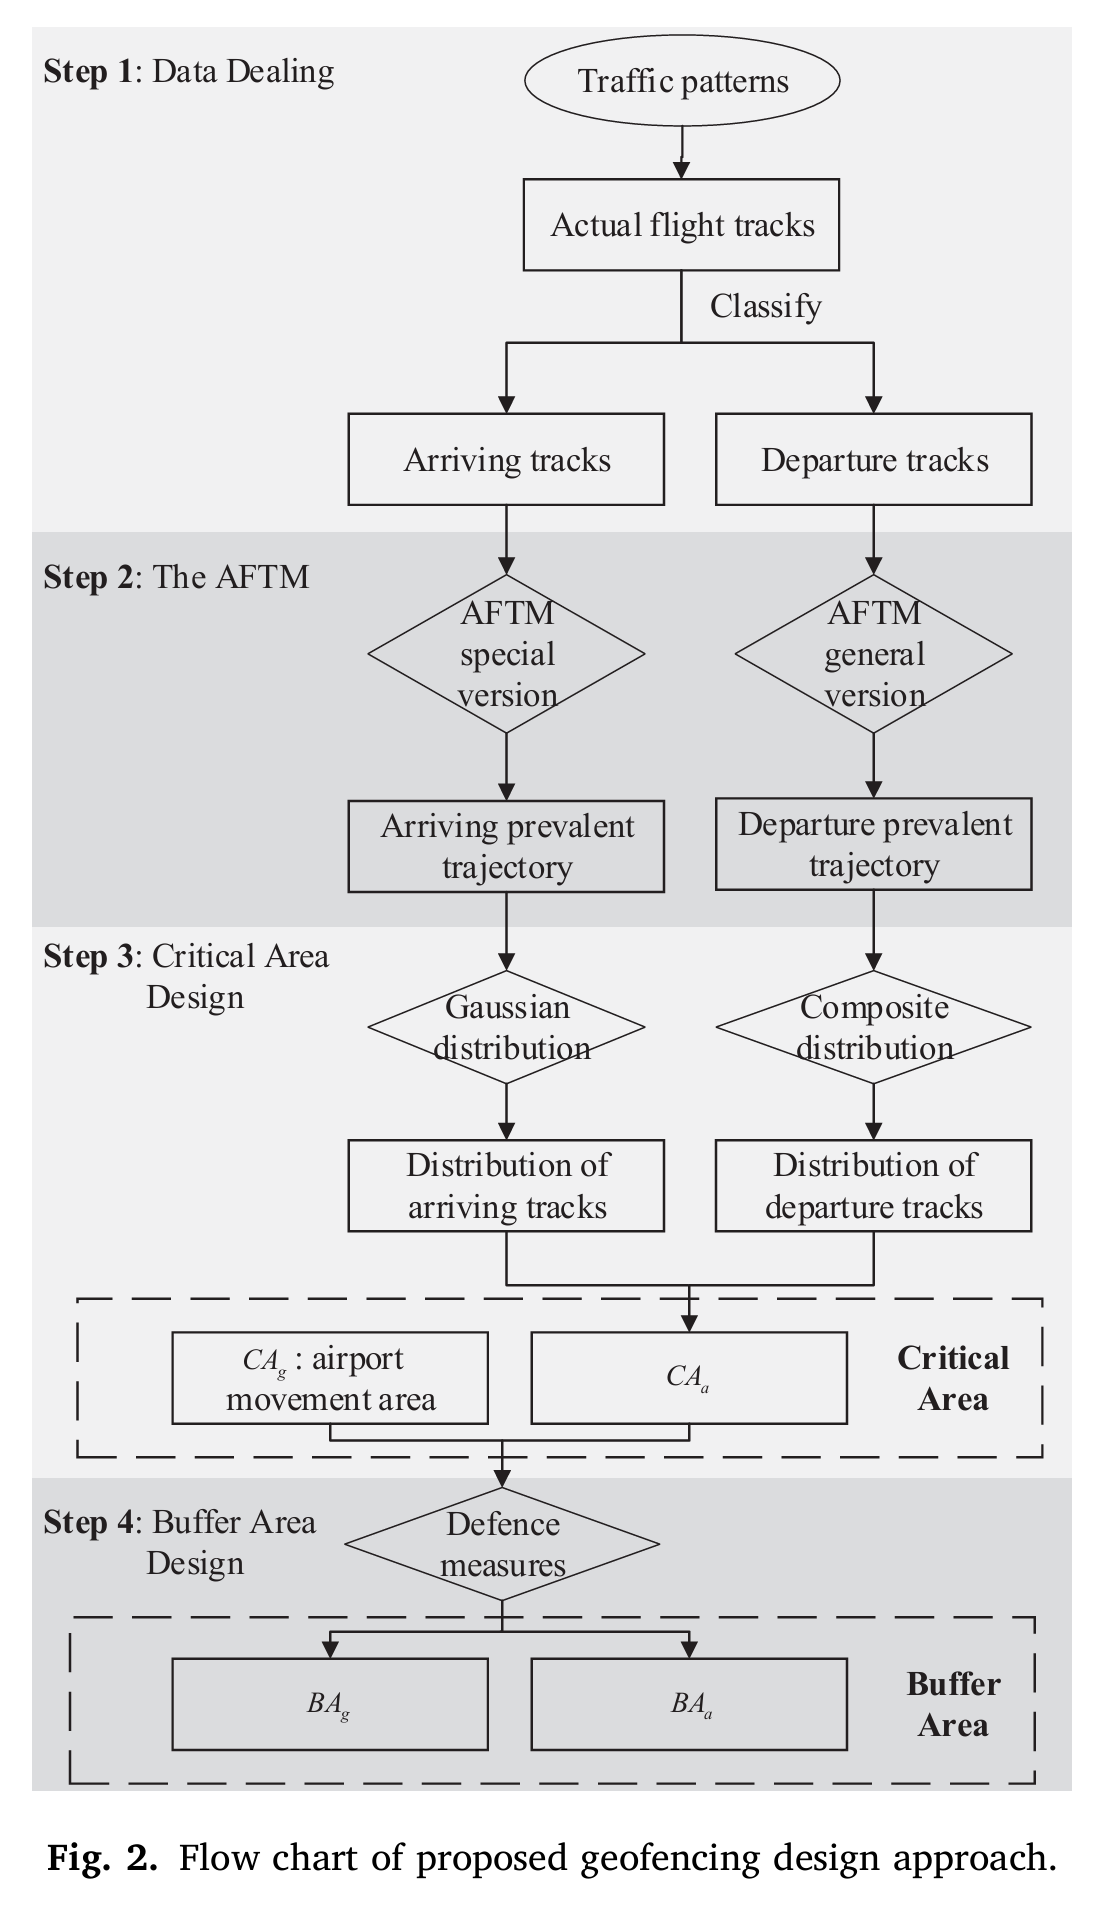 Step 1: Data Dealing
Traffic patterns
Actual flight tracks
Classify
Arriving tracks
Departure tracks
Step 2: The AFTM
AFTM
special
version
AFTM
general
version
Arriving prevalent
trajectory
Departure prevalent
trajectory
Step 3: Critical Area
Design
Gaussian
distribution
Composite
distribution
Distribution of
arriving tracks
Distribution of
departure tracks
CAg : airport
movement area
CAa
Critical
Area
Step 4: Buffer Area
Design
Defence
measures
BAg
BAa
Buffer
Area
Fig. 2. Flow chart of proposed geofencing design approach.